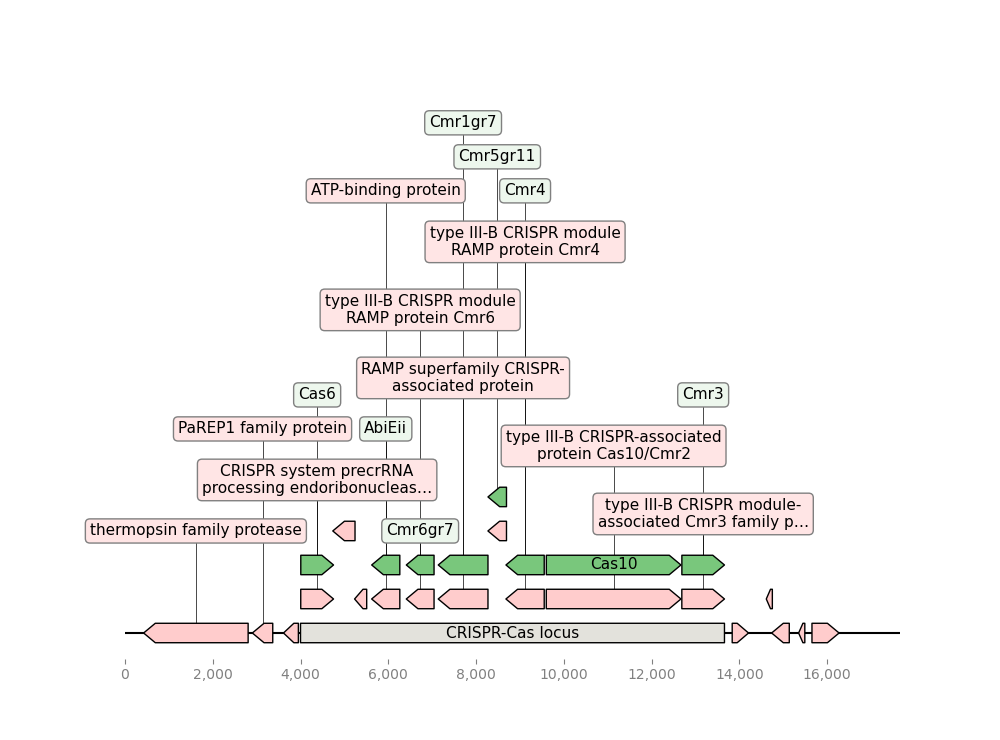 Cmr1gr7
Cmr5gr11
ATP-binding protein
Cmr4
type III-B CRISPR module
RAMP protein Cmr4
type III-B CRISPR module
RAMP protein Cmr6
RAMP superfamily CRISPR-
associated protein
Cas6
Cmr3
PaREP1 family protein
AbiEii
type III-B CRISPR-associated
protein Cas10/Cmr2
CRISPR system precrRNA
processing endoribonucleas…
type III-B CRISPR module-
associated Cmr3 family p…
thermopsin family protease
Cmr6gr7
Cas10
CRISPR-Cas locus
0
2,000
4,000
6,000
8,000
10,000
12,000
14,000
16,000